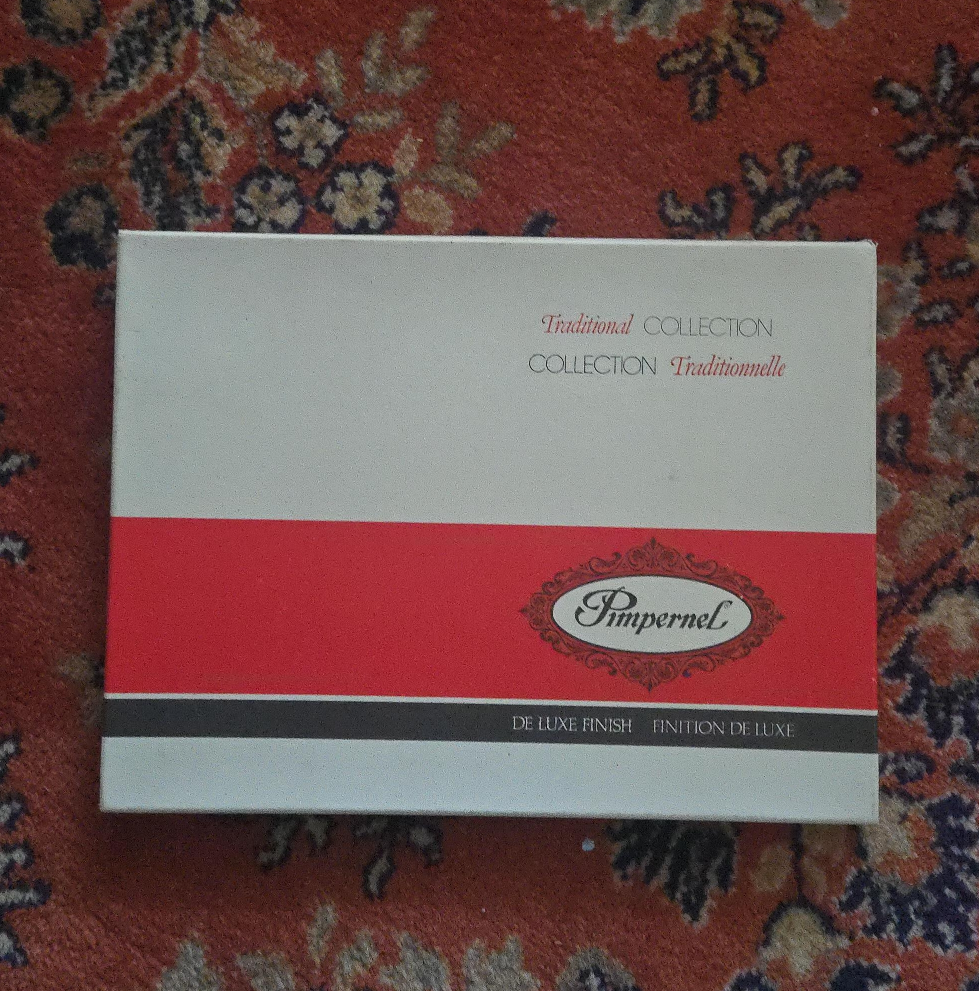 Traditional COLLECTION
COLLECTION Traditionnelle
Pimpernel
DE LUXE FINISH FINITION DE LUXE